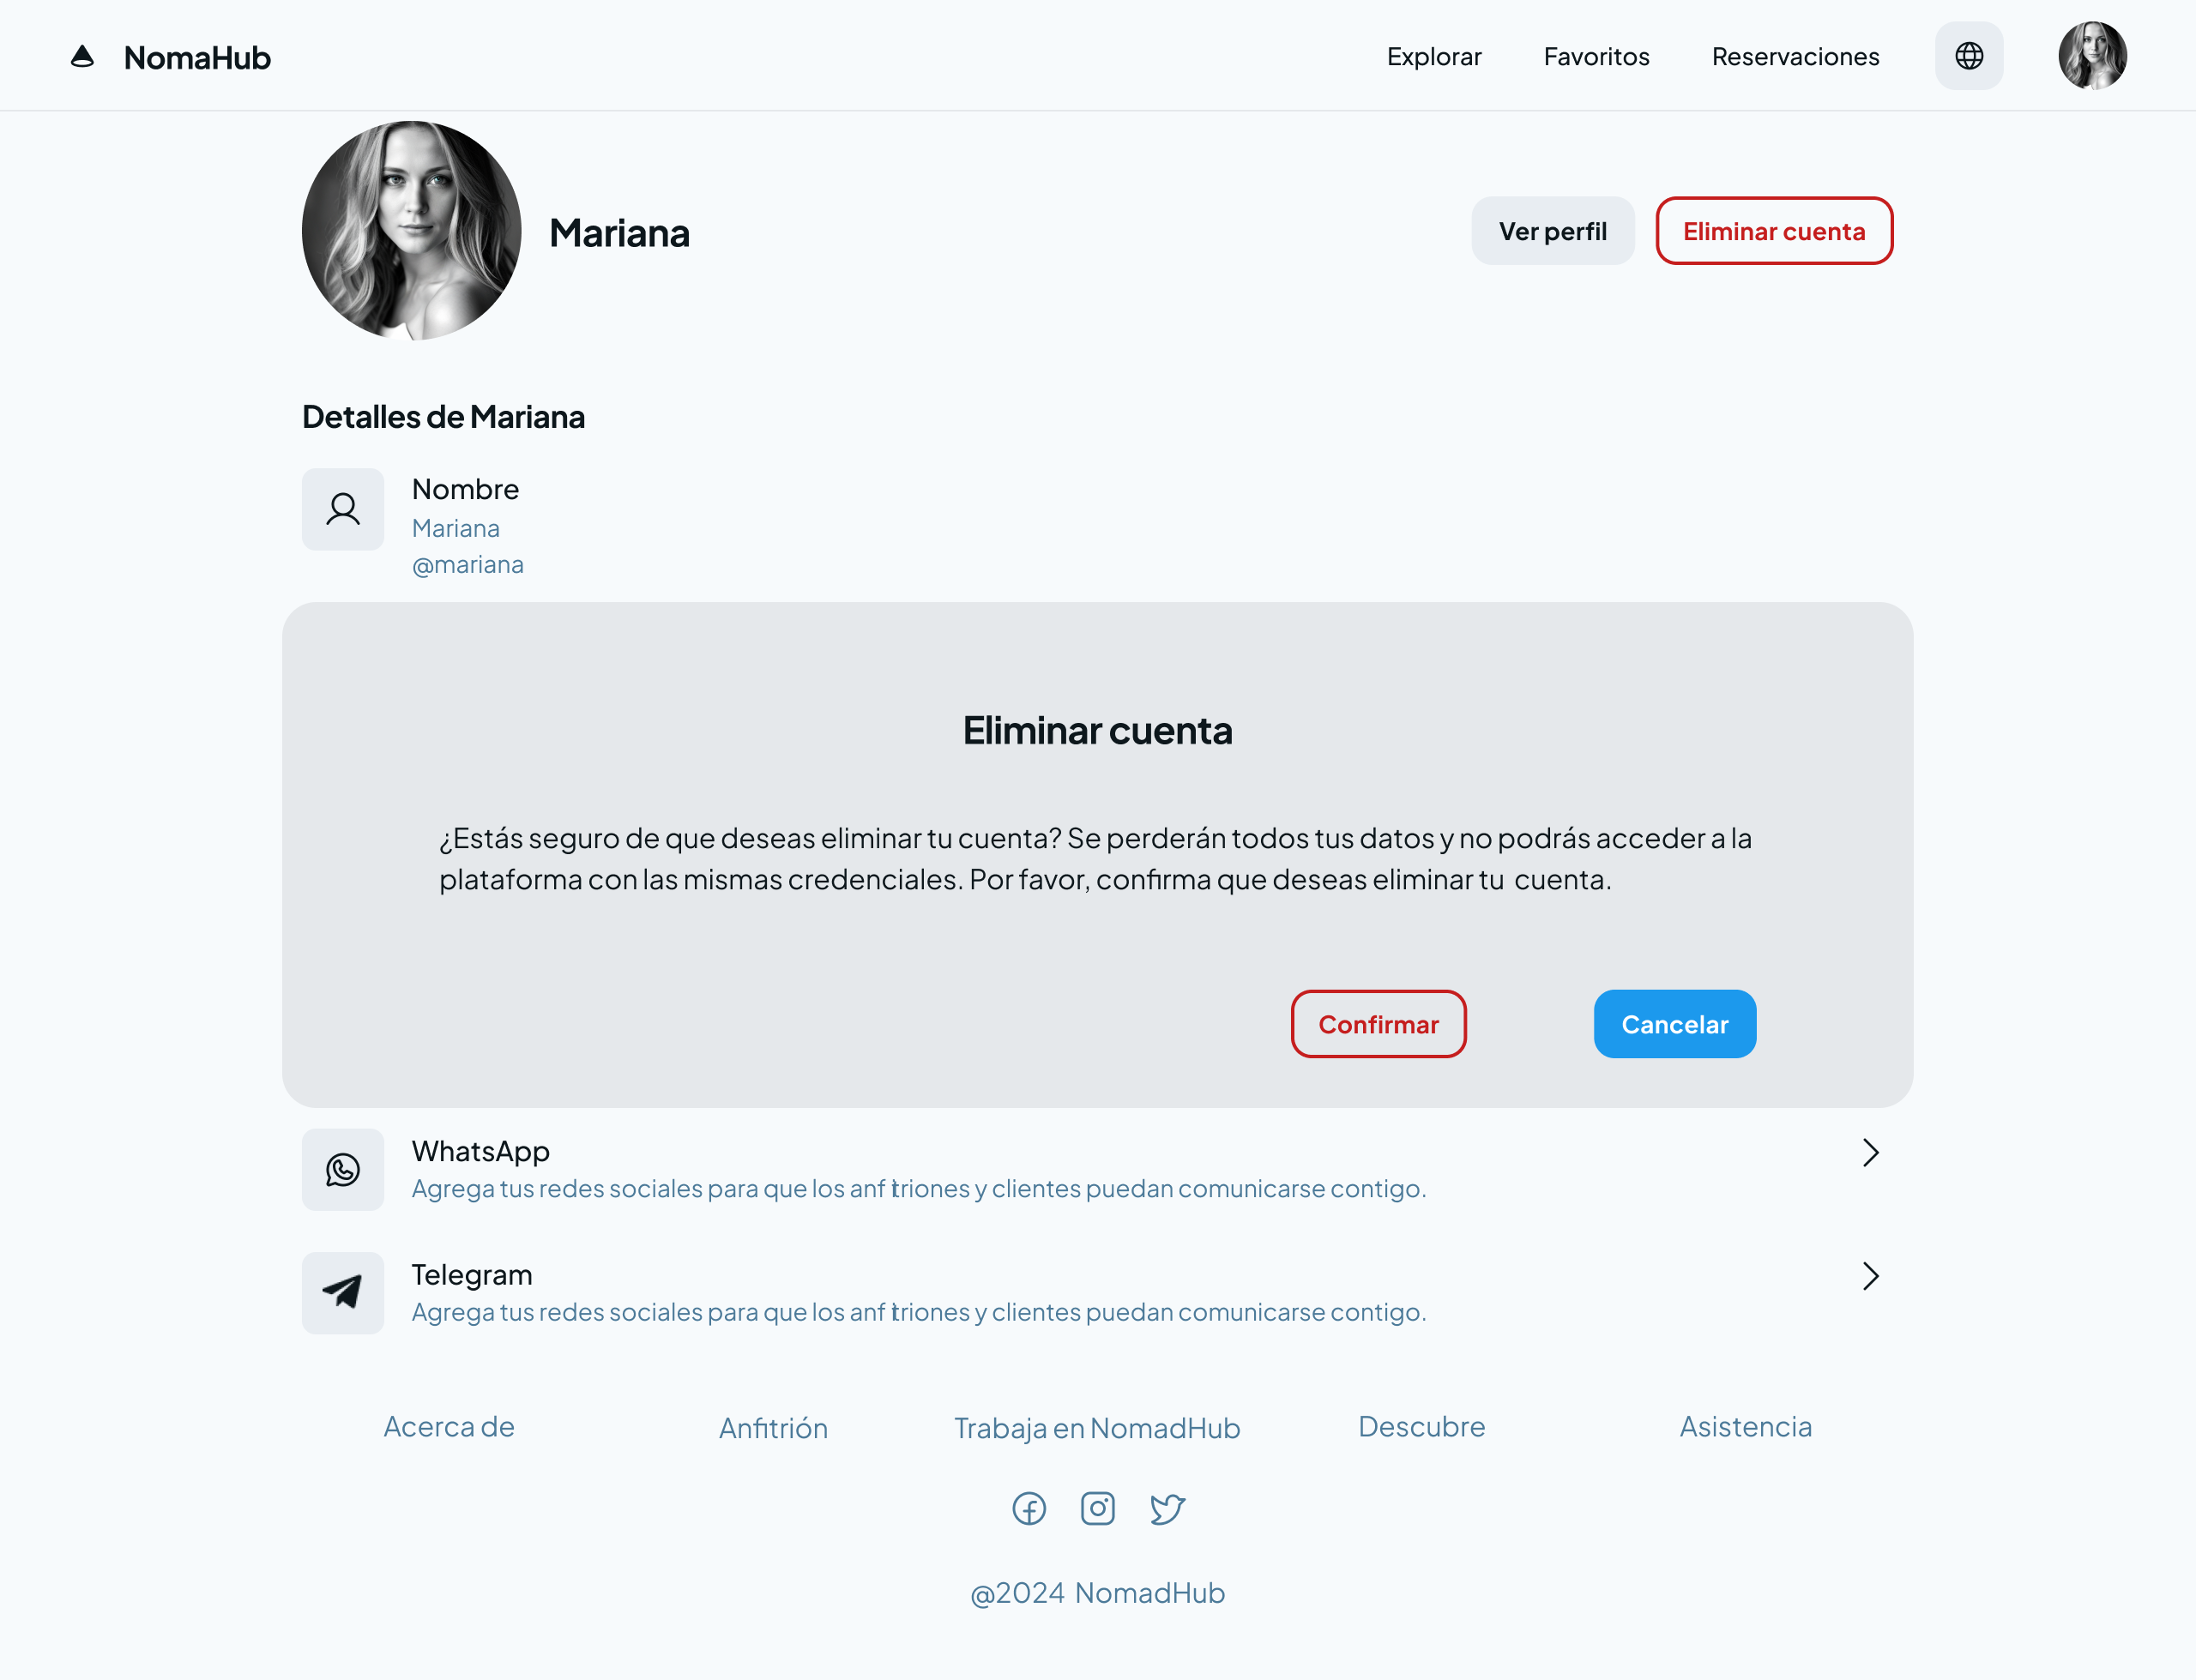 NomaHub
Explorar
Favoritos
Reservaciones
Mariana
Ver perfil
Eliminar cuenta
Detalles de Mariana
Nombre
Mariana
@mariana
Eliminar cuenta
¿Estás seguro de que deseas eliminar tu cuenta? Se perderán todos tus datos y no podrás acceder a la
plataforma con las mismas credenciales. Por favor, confirma que deseas eliminar tu cuenta.
Confirmar
Cancelar
WhatsApp
Agrega tus redes sociales para que los anfitriones y clientes puedan comunicarse contigo.
Telegram
Agrega tus redes sociales para que los anfitriones y clientes puedan comunicarse contigo.
Acerca de
Anfitrión
Trabaja en NomadHub
Descubre
Asistencia
@2024 NomadHub